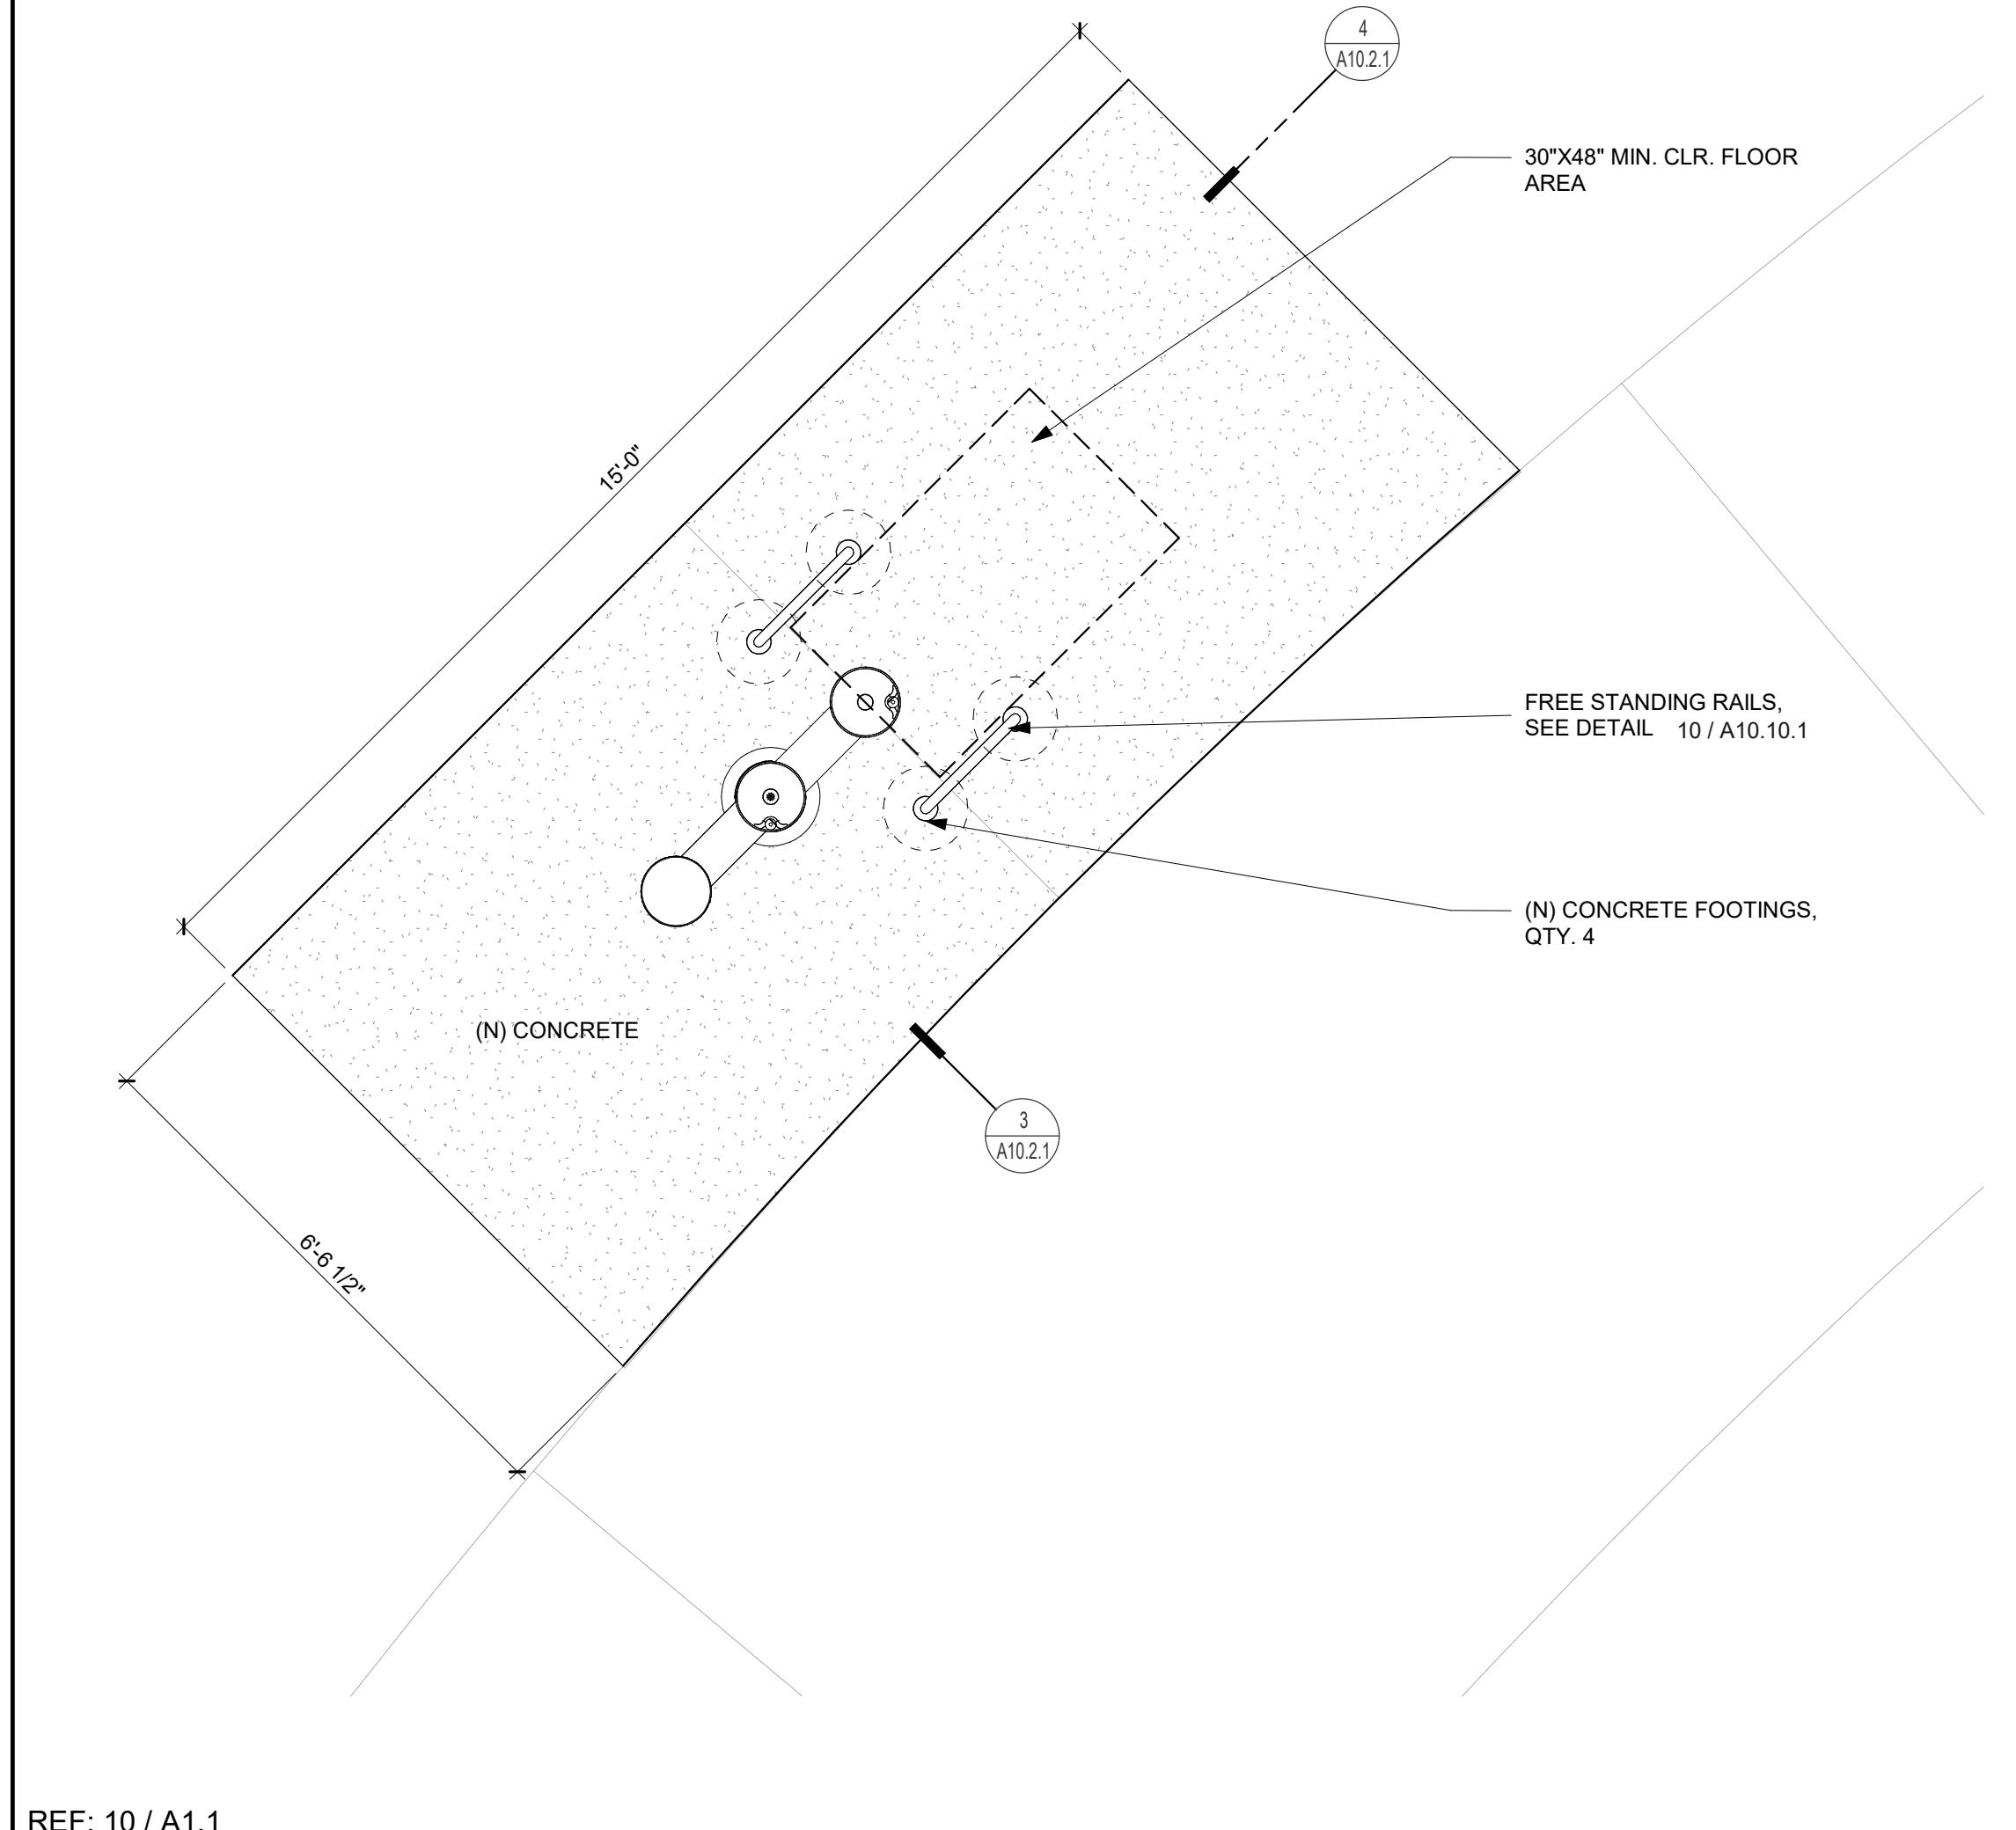 4
A10.2.1
30"X48" MIN. CLR. FLOOR
AREA
15'-0"
FREE STANDING RAILS,
SEE DETAIL 10 / A10.10.1
(N) CONCRETE FOOTINGS,
QTY. 4
(N) CONCRETE
3
A10.2.1
6'-6 1/2"
REF: 10 / A1.1